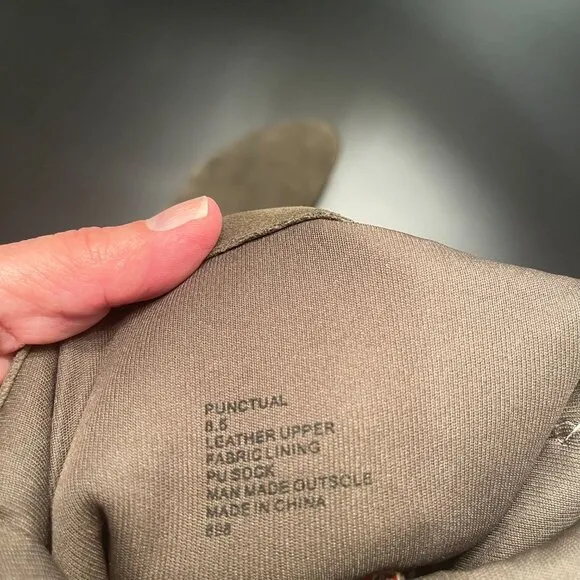 PUNCTUAL
8.5
LEATHER UPPER
FABRIC LINING
PU SOCK
MAN MADE OUTSOLE
MADE IN CHINA